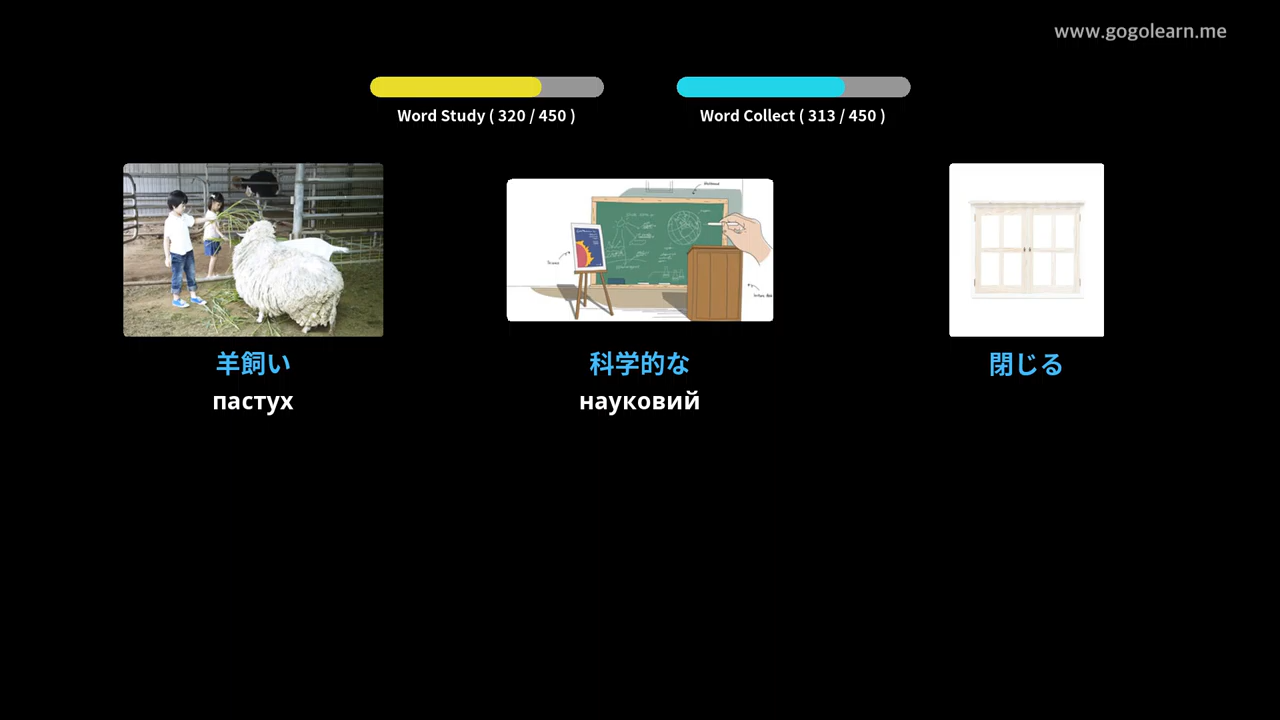 www.gogolearn.me
Word Study ( 320 / 450 )
Word Collect ( 313 / 450 )
羊飼い
пастух
科学的な
науковий
閉じる